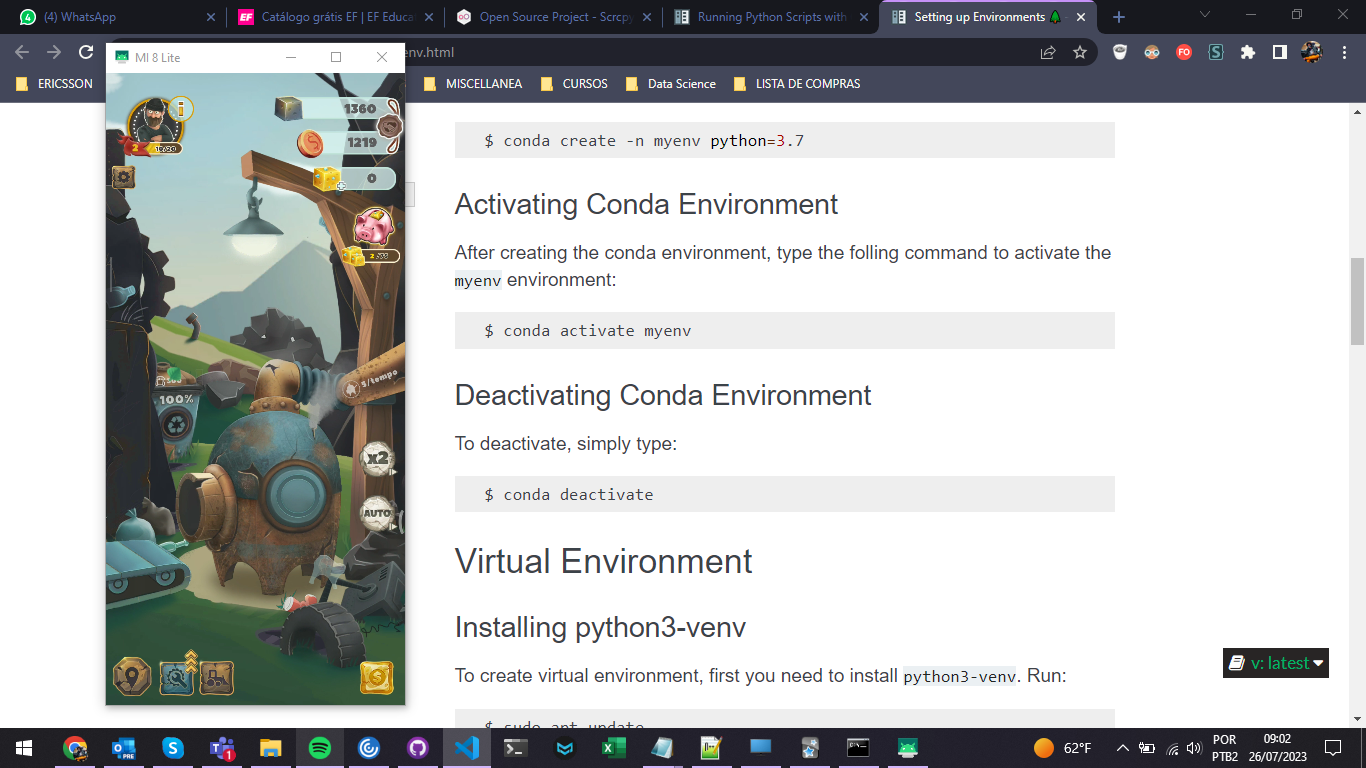 (4) WhatsApp
Catálogo grátis EF | EF Educa
Open Source Project - Scrcpy
Running Python Scripts with
Setting up Environments
MI 8 Lite
env.html
ERICSSON
MISCELLANEA
CURSOS
Data Science
LISTA DE COMPRAS
1360
1219
0
2
2 /75
100%
5/tempo
x2
AUTO
$ conda create -n myenv python=3.7
Activating Conda Environment
After creating the conda environment, type the folling command to activate the
myenv environment:
$ conda activate myenv
Deactivating Conda Environment
To deactivate, simply type:
$ conda deactivate
Virtual Environment
Installing python3-venv
To create virtual environment, first you need to install python3-venv. Run:
$ sudo apt update
v: latest
62°F
POR
PTB2
09:02
26/07/2023